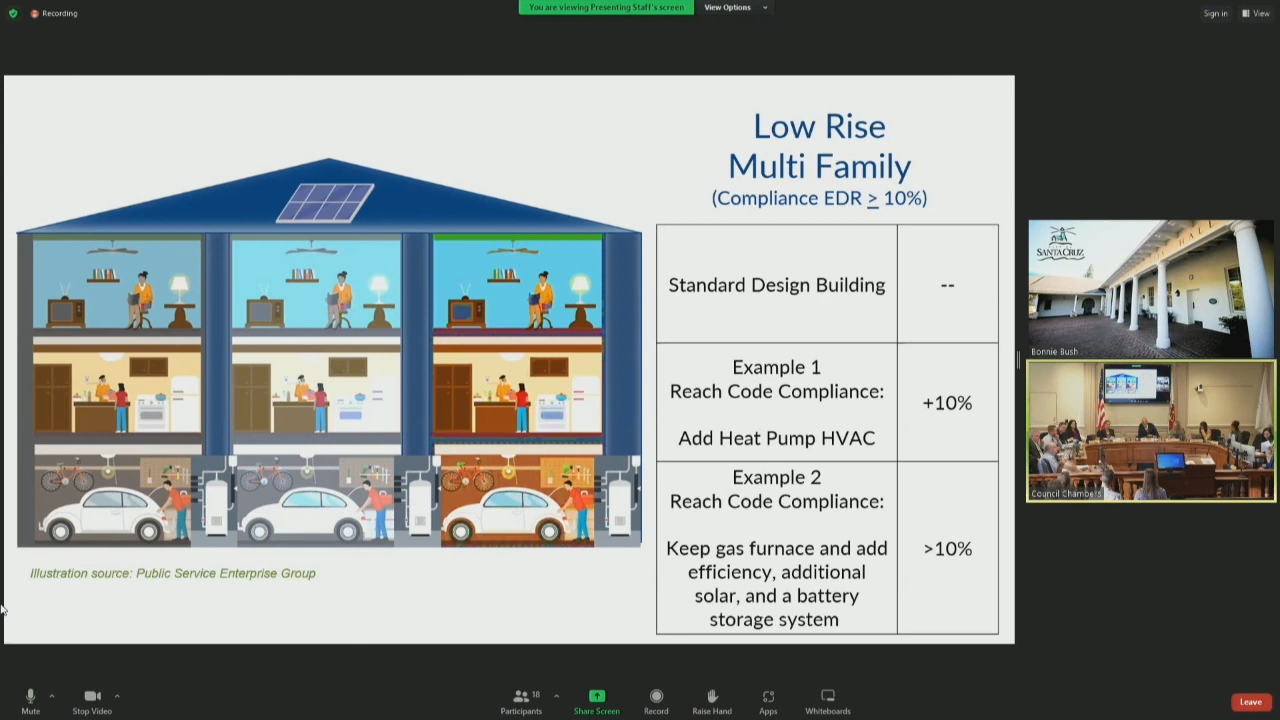 Recording
You are viewing Presenting Staff's screen
View Options
Sign in
View
Low Rise
Multi Family
(Compliance EDR ≥ 10%)
Standard Design Building
--
Example 1
Reach Code Compliance:
Add Heat Pump HVAC
+10%
Example 2
Reach Code Compliance:
Keep gas furnace and add
efficiency, additional
solar, and a battery
storage system
>10%
Illustration source: Public Service Enterprise Group
SANTA CRUZ
HALL
Bonnie Bush
Council Chambers
Mute
Stop Video
Participants
18
Share Screen
Record
Raise Hand
Apps
Whiteboards
Leave